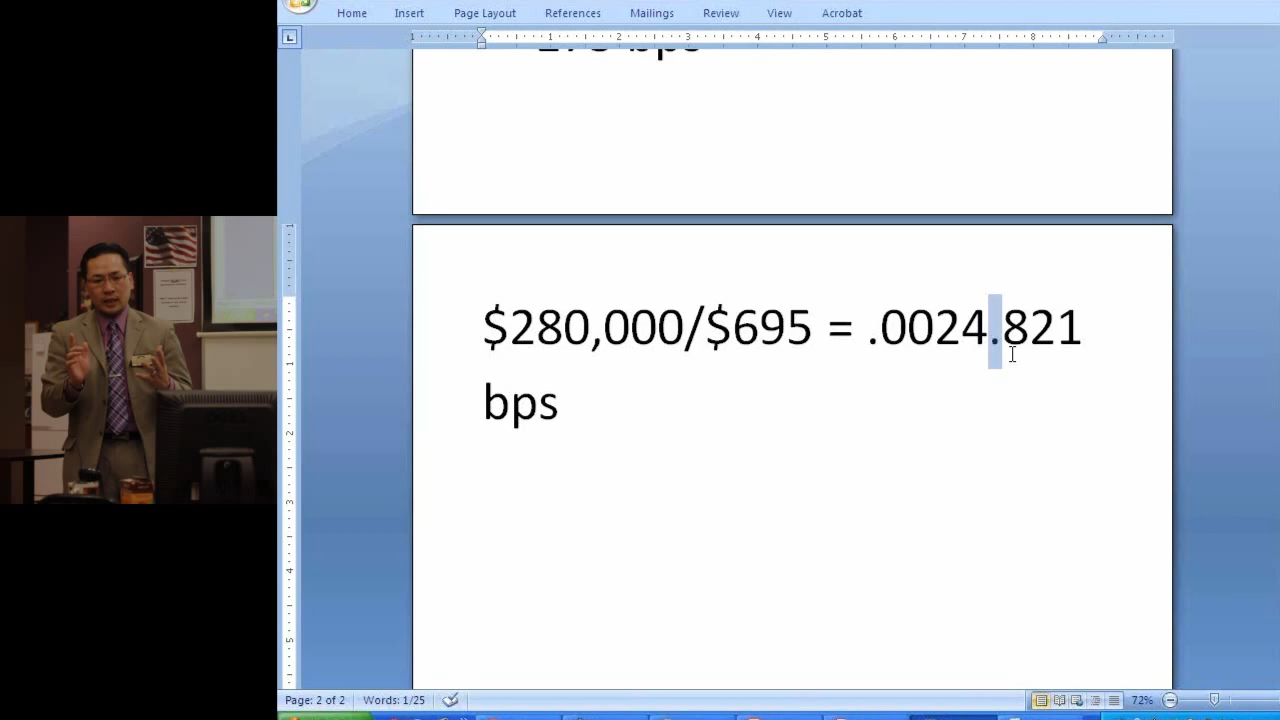 Home Insert Page Layout References Mailings Review View Acrobat
$280,000/$695 = .0024.821
bps
Page: 2 of 2 Words: 1/25 72%